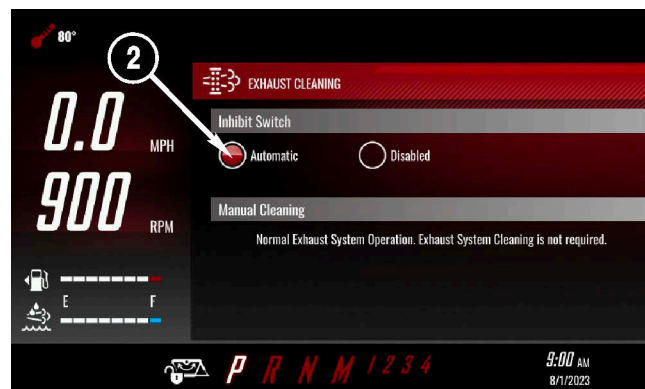 80°
2
EXHAUST CLEANING
Inhibit Switch
0.0 MPH
Automatic Disabled
900 RPM
Manual Cleaning
Normal Exhaust System Operation. Exhaust System Cleaning is not required.
E F
P R N M 1 2 3 4
9:00 AM
8/1/2023